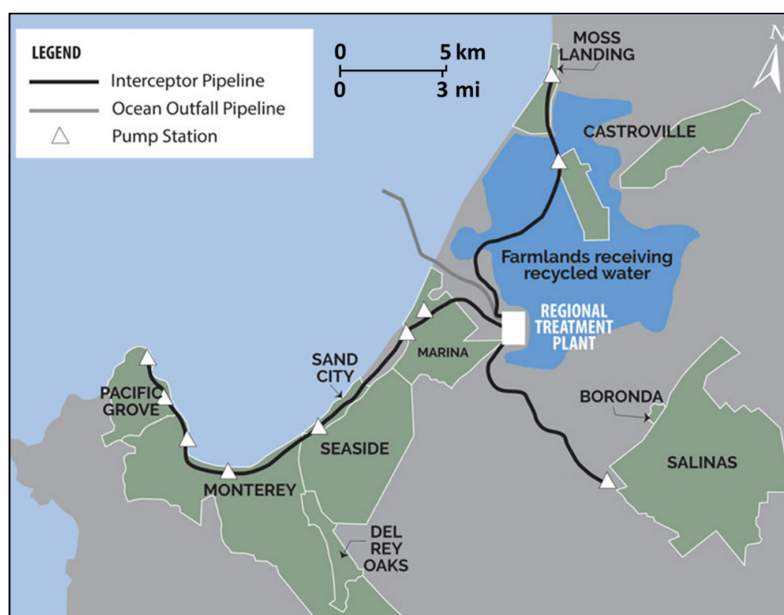 LEGEND
Interceptor Pipeline
Ocean Outfall Pipeline
Pump Station
0 5 km
0 3 mi
N
MOSS
LANDING
CASTROVILLE
Farmlands receiving
recycled water
REGIONAL
TREATMENT
PLANT
MARINA
SAND
CITY
PACIFIC
GROVE
SEASIDE
MONTEREY
DEL
REY
OAKS
BORONDA
SALINAS